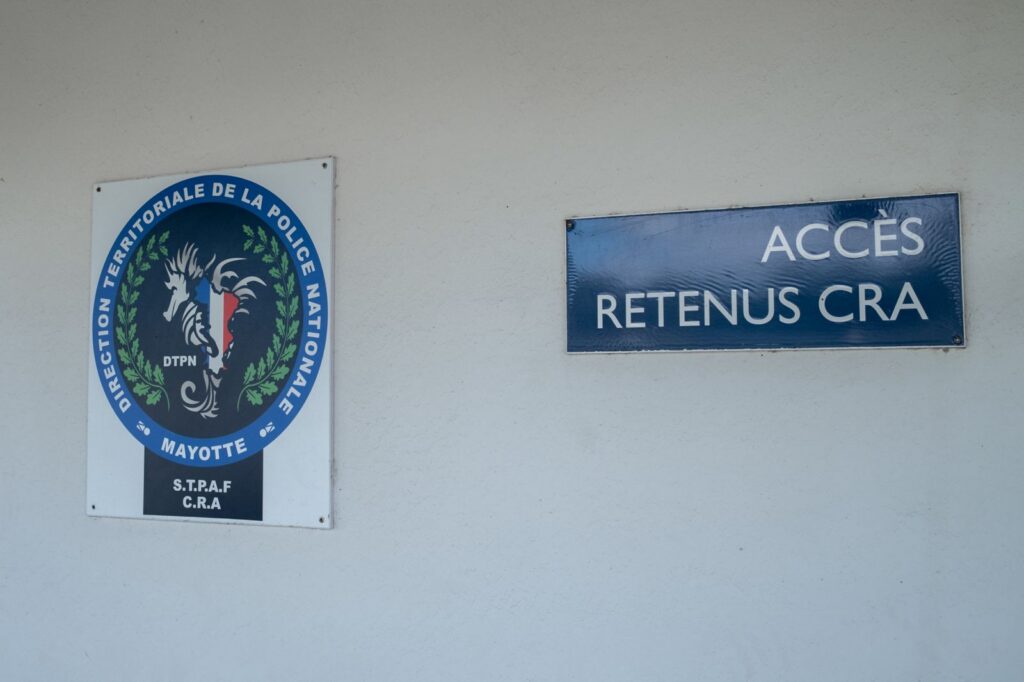 DIRECTION TERRITORIALE DE LA POLICE NATIONALE
DTPN
MAYOTTE
S.T.P.A.F
C.R.A
ACCÈS
RETENUS CRA